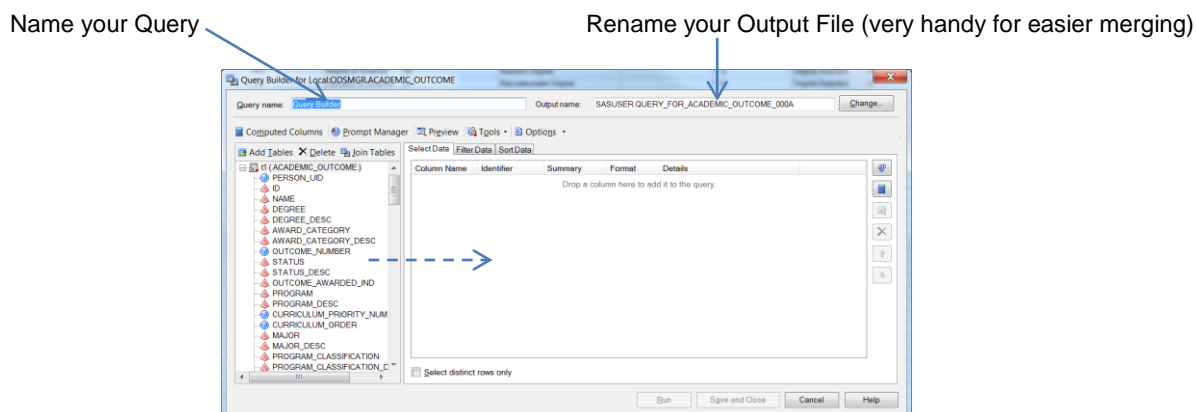 Name your Query
Rename your Output File (very handy for easier merging)
Query Builder for Local:ODSMGR.ACADEMIC_OUTCOME
Query name: Query Builder
Output name: SASUSER.QUERY_FOR_ACADEMIC_OUTCOME_000A
Change...
Computed Columns Prompt Manager Preview Tools Options
Add Tables Delete Join Tables
Select Data Filter Data Sort Data
t1 (ACADEMIC_OUTCOME)
PERSON_UID
ID
NAME
DEGREE
DEGREE_DESC
AWARD_CATEGORY
AWARD_CATEGORY_DESC
OUTCOME_NUMBER
STATUS
STATUS_DESC
OUTCOME_AWARDED_IND
PROGRAM
PROGRAM_DESC
CURRICULUM_PRIORITY_NUM
CURRICULUM_ORDER
MAJOR
MAJOR_DESC
PROGRAM_CLASSIFICATION
PROGRAM_CLASSIFICATION_D
Column Name Identifier Summary Format Details
Drop a column here to add it to the query.
Select distinct rows only
Run Save and Close Cancel Help